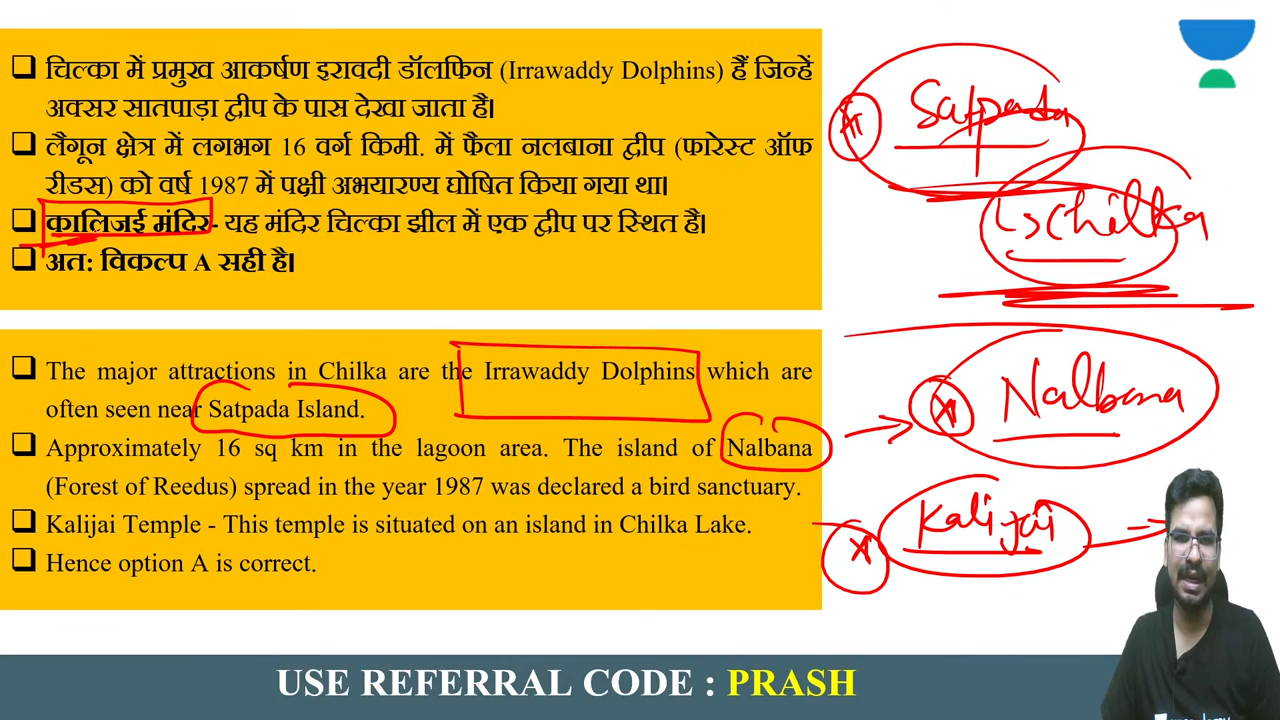 चिल्का में प्रमुख आकर्षण इरावदी डॉलफिन (Irrawaddy Dolphins) हैं जिन्हें
अक्सर सातपाड़ा द्वीप के पास देखा जाता है।
लैगून क्षेत्र में लगभग 16 वर्ग किमी. में फैला नलबाना द्वीप (फारेस्ट ऑफ
रीडस) को वर्ष 1987 में पक्षी अभयारण्य घोषित किया गया था।
कालिजई मंदिर- यह मंदिर चिल्का झील में एक द्वीप पर स्थित है।
अत: विकल्प A सही है।
The major attractions in Chilka are the Irrawaddy Dolphins which are
often seen near Satpada Island.
Approximately 16 sq km in the lagoon area. The island of Nalbana
(Forest of Reedus) spread in the year 1987 was declared a bird sanctuary.
Kalijai Temple - This temple is situated on an island in Chilka Lake.
Hence option A is correct.
Satpada
Chilka
Nalbana
Kalijai
USE REFERRAL CODE : PRASH